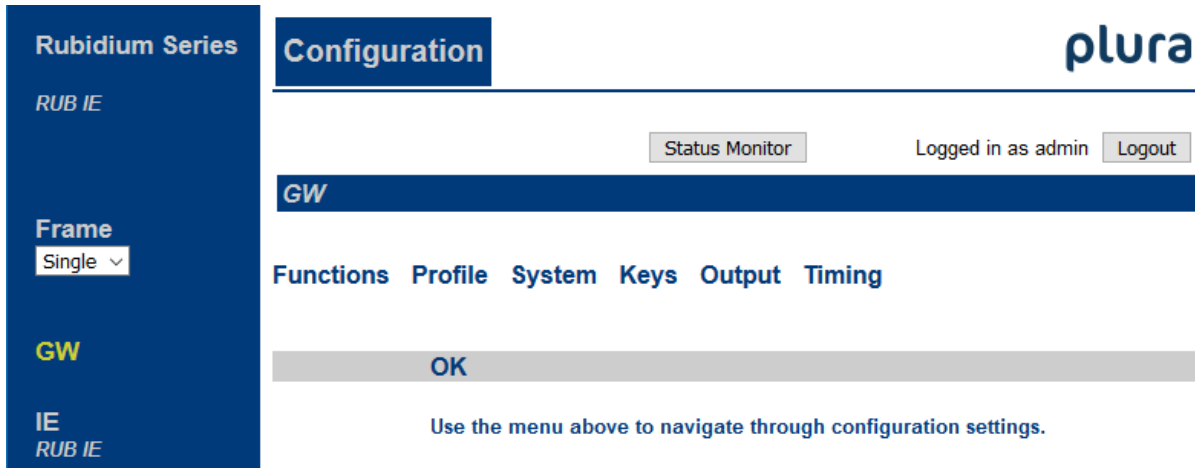 Rubidium Series
RUB IE
Frame
Single
GW
IE
RUB IE
Configuration
plura
Status Monitor
Logged in as admin Logout
GW
Functions Profile System Keys Output Timing
OK
Use the menu above to navigate through configuration settings.